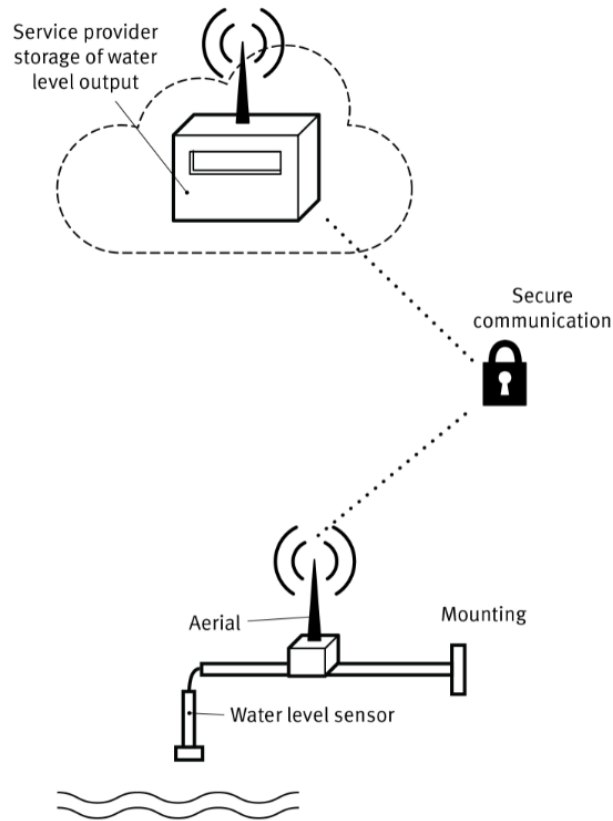 Service provider
storage of water
level output
Secure
communication
Aerial
Mounting
Water level sensor